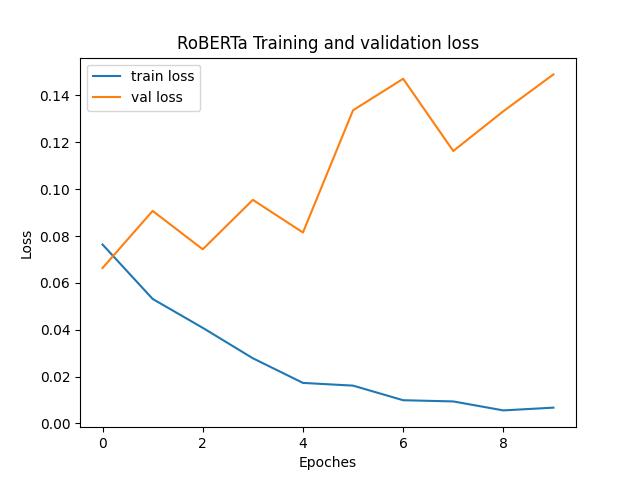 RoBERTa Training and validation loss
train loss
val loss
0.14
0.12
0.10
0.08
0.06
0.04
0.02
0.00
Loss
0 2 4 6 8
Epoches